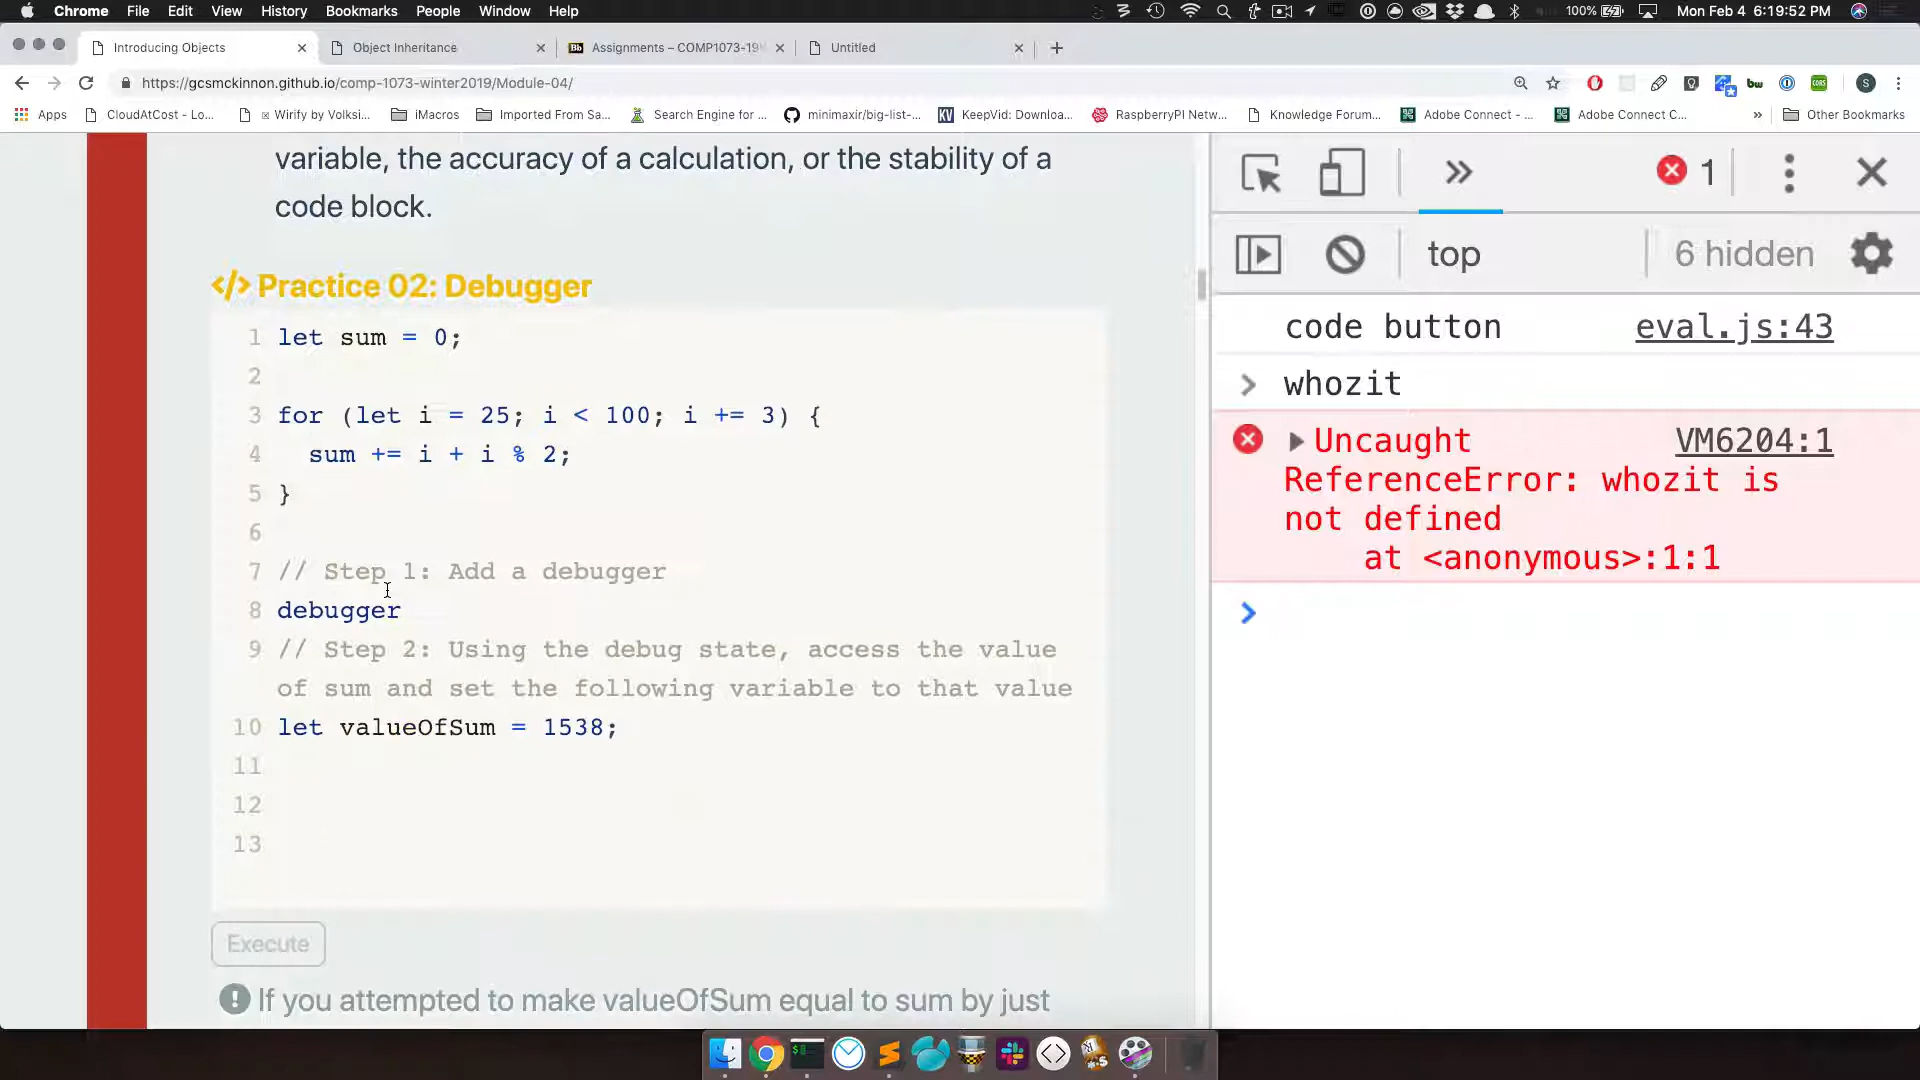 Chrome File Edit View History Bookmarks People Window Help 100% Mon Feb 4 6:19:52 PM
Introducing Objects Object Inheritance Bb Assignments – COMP1073-19W Untitled
https://gcsmckinnon.github.io/comp-1073-winter2019/Module-04/
Apps CloudAtCost - Lo... Wirify by Volksi... iMacros Imported From Sa... Search Engine for ... minimaxir/big-list-... KV KeepVid: Downloa... RaspberryPI Netw... Knowledge Forum... Adobe Connect - ... Adobe Connect C... » Other Bookmarks
variable, the accuracy of a calculation, or the stability of a
code block.
</> Practice 02: Debugger
1 let sum = 0;
2
3 for (let i = 25; i < 100; i += 3) {
4 sum += i + i % 2;
5 }
6
7 // Step 1: Add a debugger
8 debugger
9 // Step 2: Using the debug state, access the value
of sum and set the following variable to that value
10 let valueOfSum = 1538;
11
12
13
Execute
If you attempted to make valueOfSum equal to sum by just
» 1
top 6 hidden
code button eval.js:43
> whozit
Uncaught VM6204:1
ReferenceError: whozit is
not defined
at <anonymous>:1:1
>